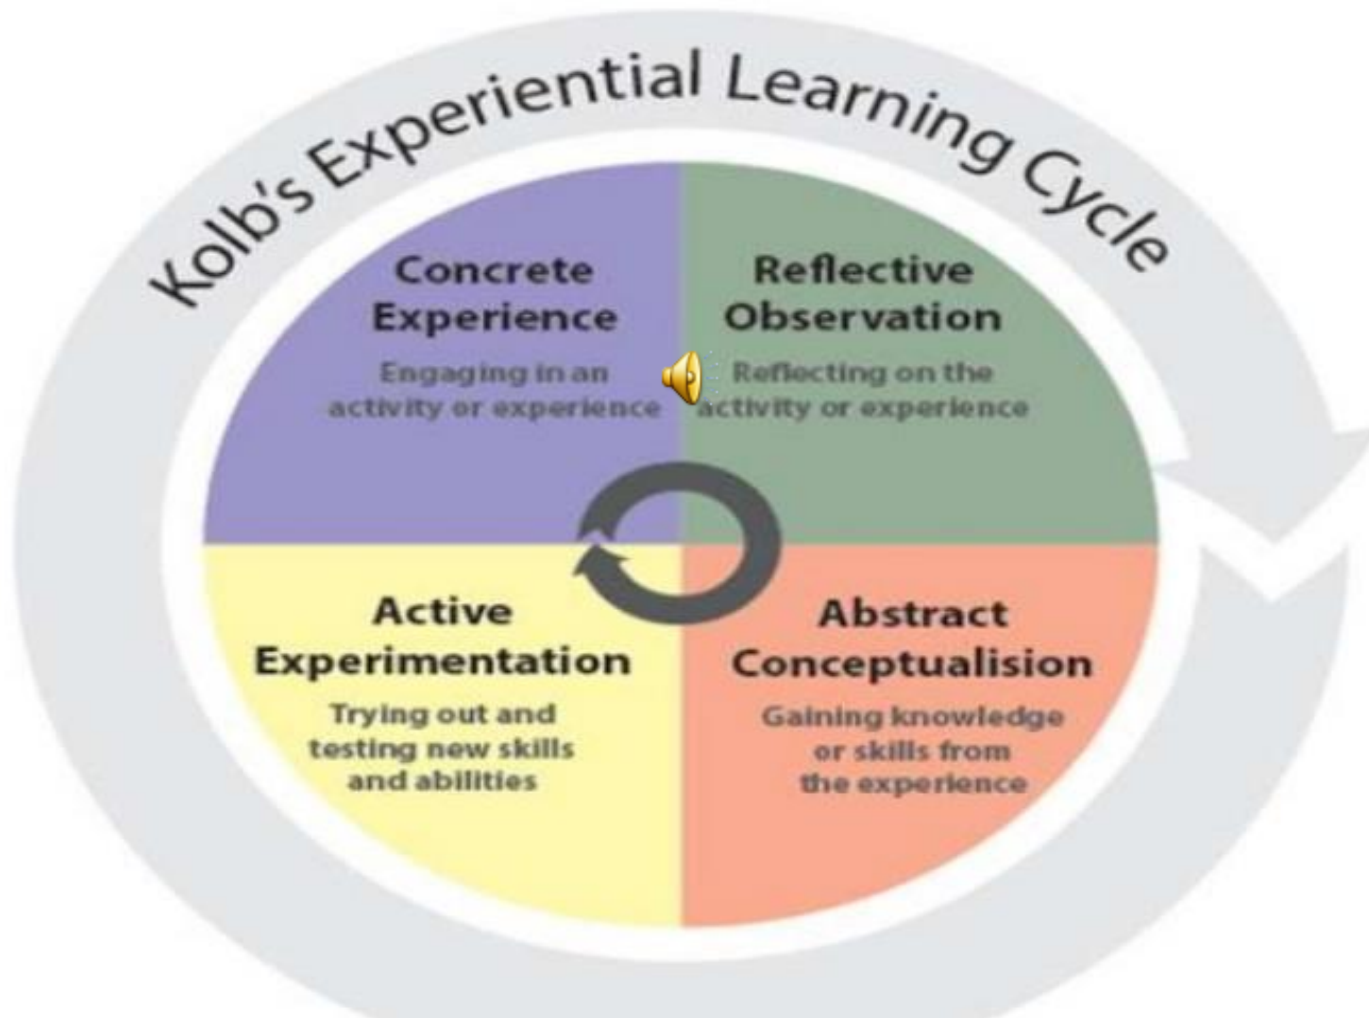 Kolb's Experiential Learning Cycle
Concrete
Experience
Engaging in an
activity or experience
Reflective
Observation
Reflecting on the
activity or experience
Active
Experimentation
Trying out and
testing new skills
and abilities
Abstract
Conceptualision
Gaining knowledge
or skills from
the experience